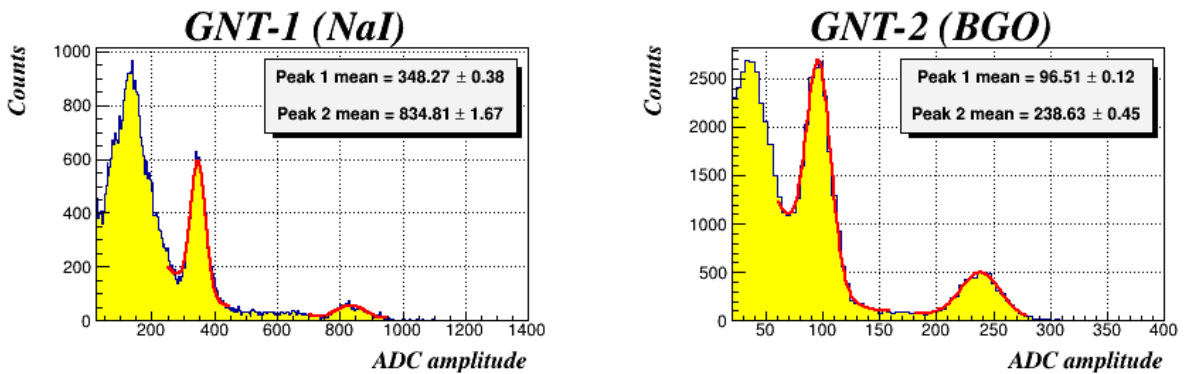 GNT-1 (NaI)
Counts
1000
800
600
400
200
0
Peak 1 mean = 348.27 ± 0.38
Peak 2 mean = 834.81 ± 1.67
200 400 600 800 1000 1200 1400
ADC amplitude
GNT-2 (BGO)
Counts
2500
2000
1500
1000
500
0
Peak 1 mean = 96.51 ± 0.12
Peak 2 mean = 238.63 ± 0.45
50 100 150 200 250 300 350 400
ADC amplitude